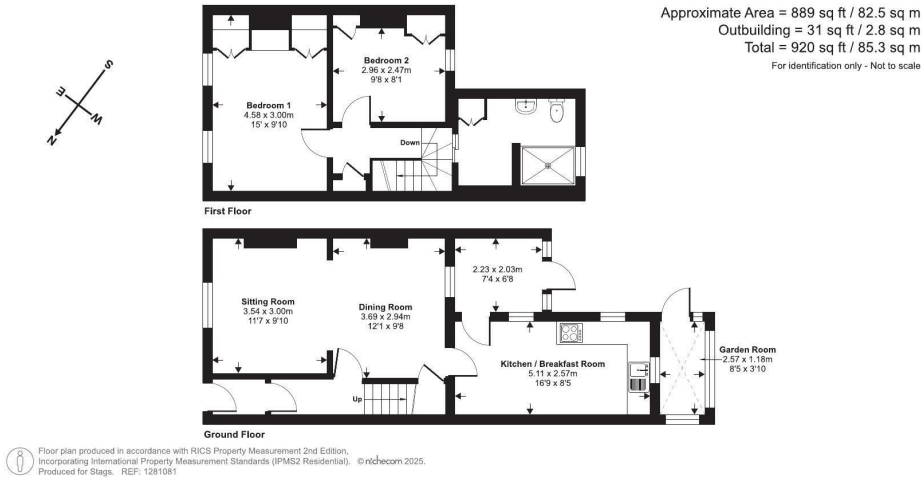 Approximate Area = 889 sq ft / 82.5 sq m
Outbuilding = 31 sq ft / 2.8 sq m
Total = 920 sq ft / 85.3 sq m
For identification only - Not to scale
S
E
W
N
Bedroom 2
2.96 x 2.47m
9'8 x 8'1
Bedroom 1
4.58 x 3.00m
15' x 9'10
Down
First Floor
2.23 x 2.03m
7'4 x 6'8
Sitting Room
3.54 x 3.00m
11'7 x 9'10
Dining Room
3.69 x 2.94m
12'1 x 9'8
Kitchen / Breakfast Room
5.11 x 2.57m
16'9 x 8'5
Garden Room
2.57 x 1.18m
8'5 x 3'10
Up
Ground Floor
Floor plan produced in accordance with RICS Property Measurement 2nd Edition,
Incorporating International Property Measurement Standards (IPMS2 Residential). © nichecom 2025.
Produced for Stags. REF: 1281081